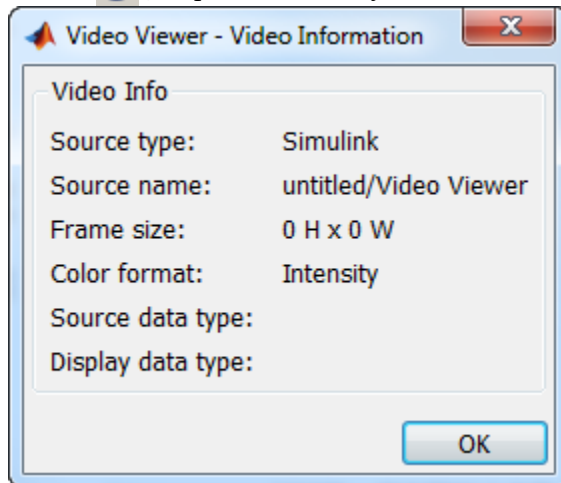 Video Viewer - Video Information
Video Info
Source type: Simulink
Source name: untitled/Video Viewer
Frame size: 0 H x 0 W
Color format: Intensity
Source data type:
Display data type:
OK